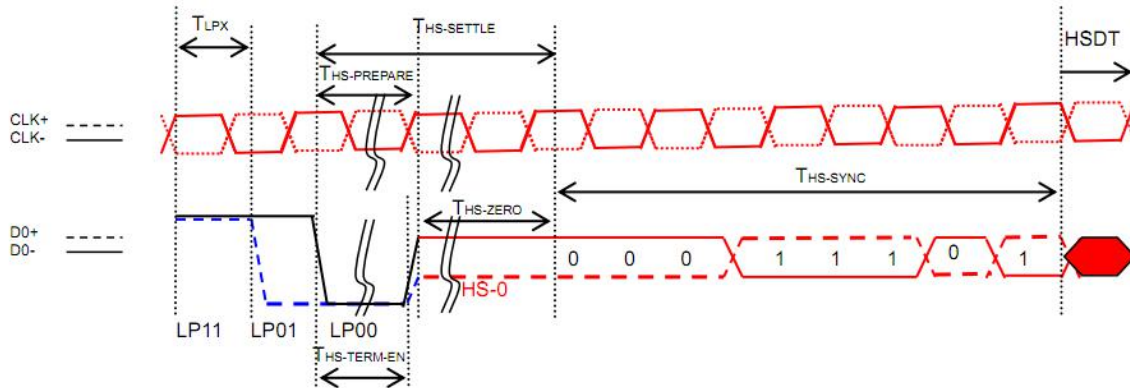 TLPX
THS-SETTLE
HSDT
THS-PREPARE
CLK+
CLK-
THS-SYNC
THS-ZERO
D0+
D0-
0 0 0 1 1 1 0 1
HS-0
LP11 LP01 LP00
THS-TERM-EN